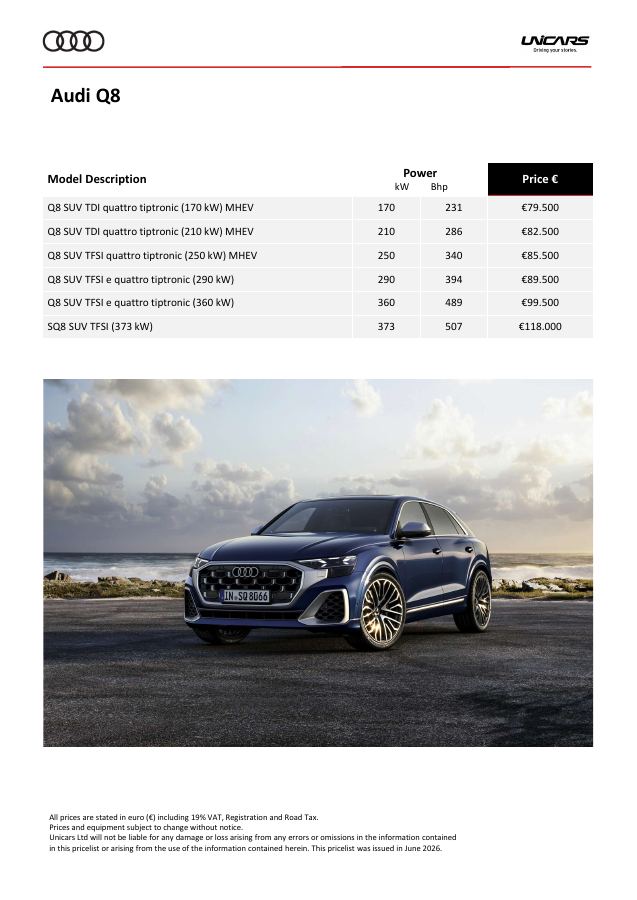 UNICARS
Driving your stories.
Audi Q8
Model Description Power Price €
kW Bhp
Q8 SUV TDI quattro tiptronic (170 kW) MHEV 170 231 €79.500
Q8 SUV TDI quattro tiptronic (210 kW) MHEV 210 286 €82.500
Q8 SUV TFSI quattro tiptronic (250 kW) MHEV 250 340 €85.500
Q8 SUV TFSI e quattro tiptronic (290 kW) 290 394 €89.500
Q8 SUV TFSI e quattro tiptronic (360 kW) 360 489 €99.500
SQ8 SUV TFSI (373 kW) 373 507 €118.000
IN SQ 8066
All prices are stated in euro (€) including 19% VAT, Registration and Road Tax.
Prices and equipment subject to change without notice.
Unicars Ltd will not be liable for any damage or loss arising from any errors or omissions in the information contained
in this pricelist or arising from the use of the information contained herein. This pricelist was issued in June 2026.